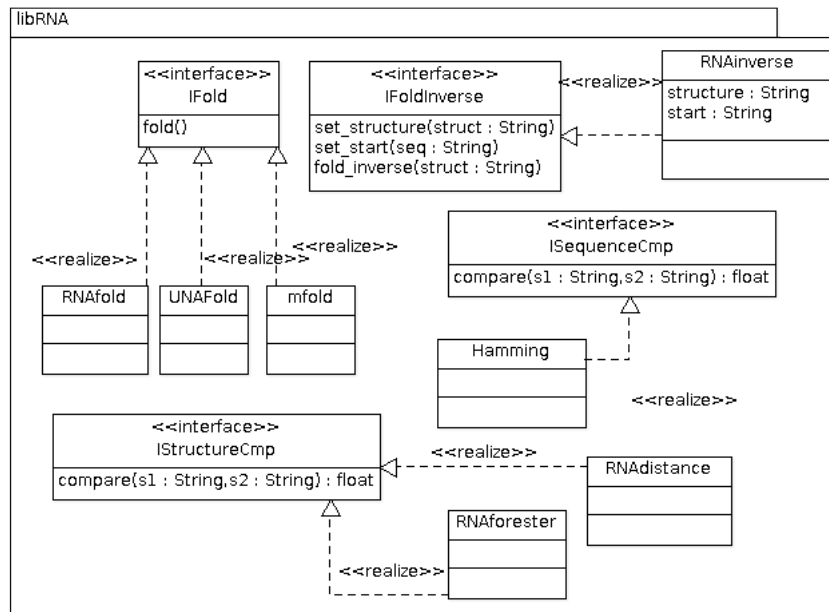 libRNA
<<interface>>
IFold
fold()
<<interface>>
IFoldInverse
set_structure(struct : String)
set_start(seq : String)
fold_inverse(struct : String)
<<realize>>
RNAinverse
structure : String
start : String
<<interface>>
ISequenceCmp
compare(s1 : String,s2 : String) : float
<<realize>>
<<realize>>
<<realize>>
RNAfold
UNAFold
mfold
Hamming
<<realize>>
<<interface>>
IStructureCmp
compare(s1 : String,s2 : String) : float
<<realize>>
RNAdistance
RNAforester
<<realize>>